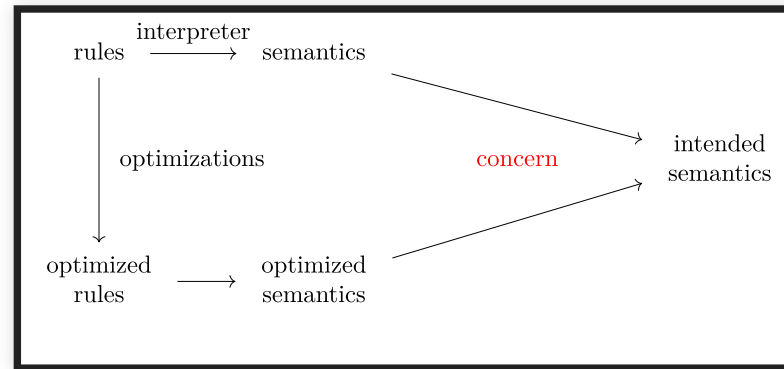 interpreter
rules
semantics
intended
semantics
optimizations
concern
optimized
rules
optimized
semantics